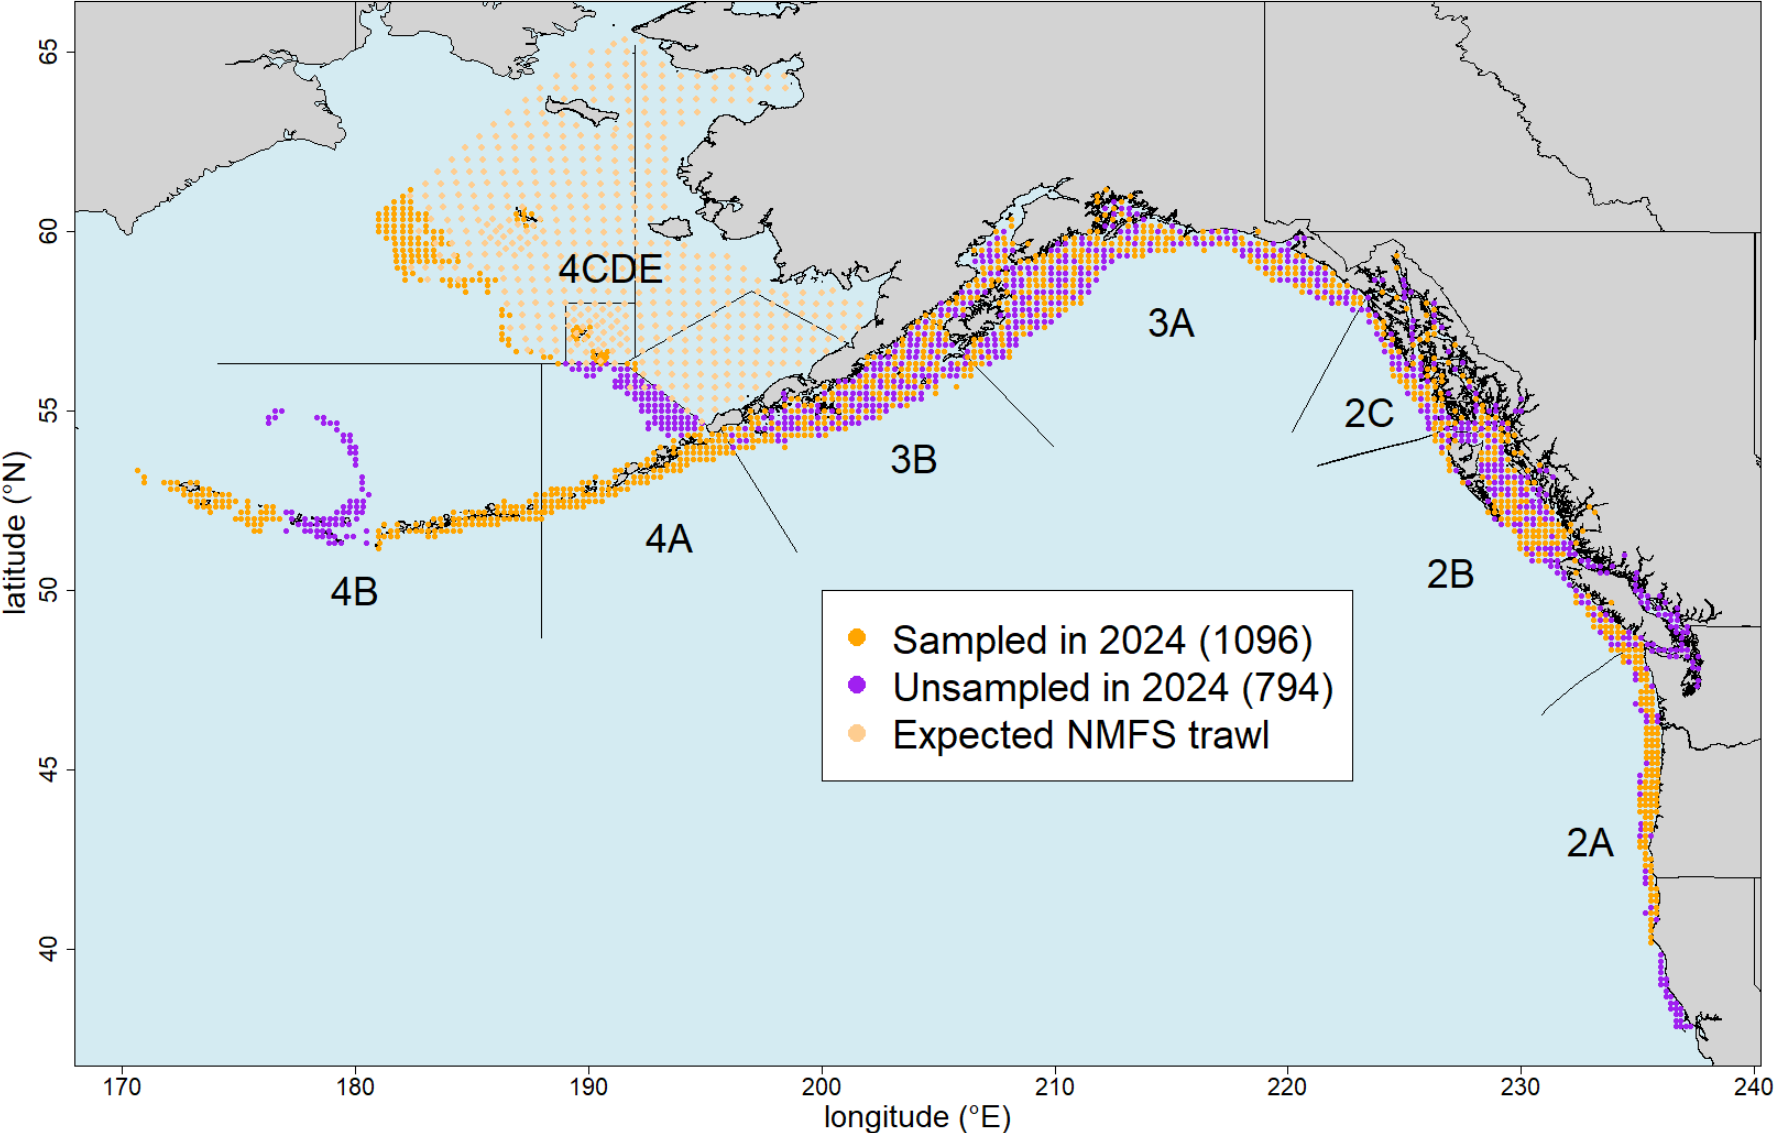 65
60
55
50
45
40
latitude (°N)
4CDE
3A
2C
3B
4A
2B
4B
2A
Sampled in 2024 (1096)
Unsampled in 2024 (794)
Expected NMFS trawl
170 180 190 200 210 220 230 240
longitude (°E)